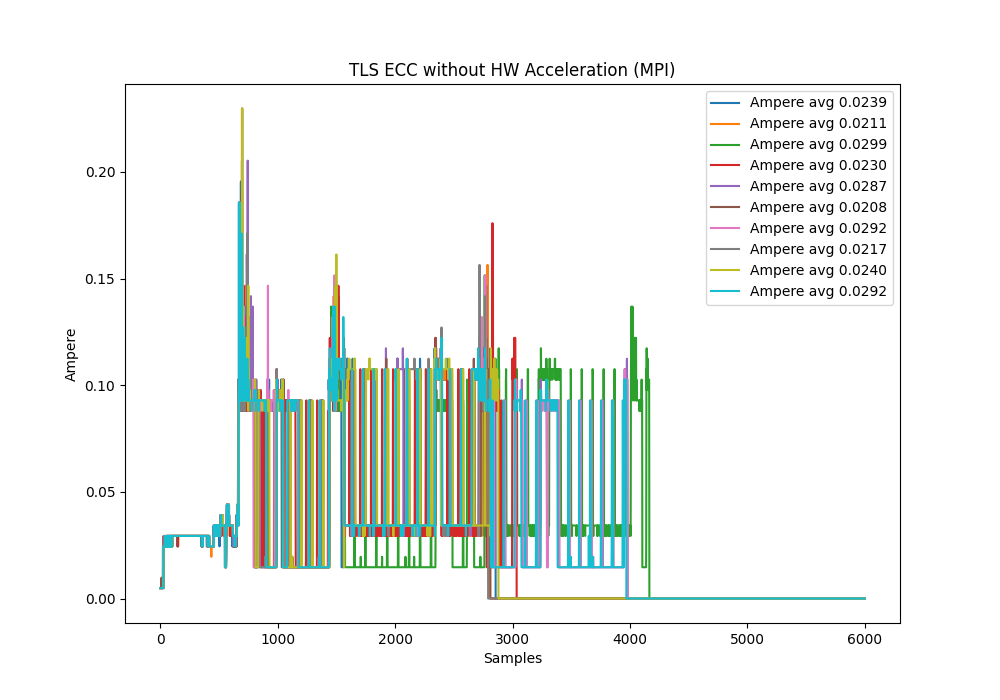 TLS ECC without HW Acceleration (MPI)
Ampere avg 0.0239
Ampere avg 0.0211
Ampere avg 0.0299
Ampere avg 0.0230
Ampere avg 0.0287
Ampere avg 0.0208
Ampere avg 0.0292
Ampere avg 0.0217
Ampere avg 0.0240
Ampere avg 0.0292
Ampere
0.20
0.15
0.10
0.05
0.00
0 1000 2000 3000 4000 5000 6000
Samples